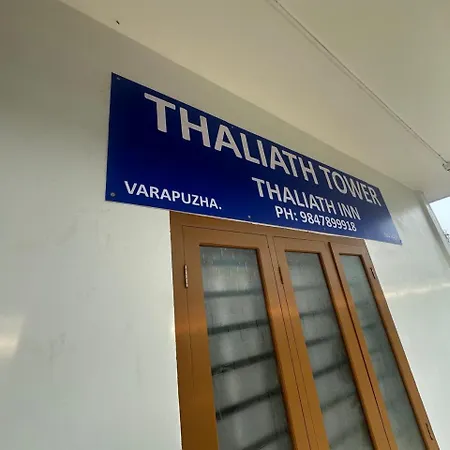 THALIATH TOWER
THALIATH INN
VARAPUZHA.
PH: 9847899918